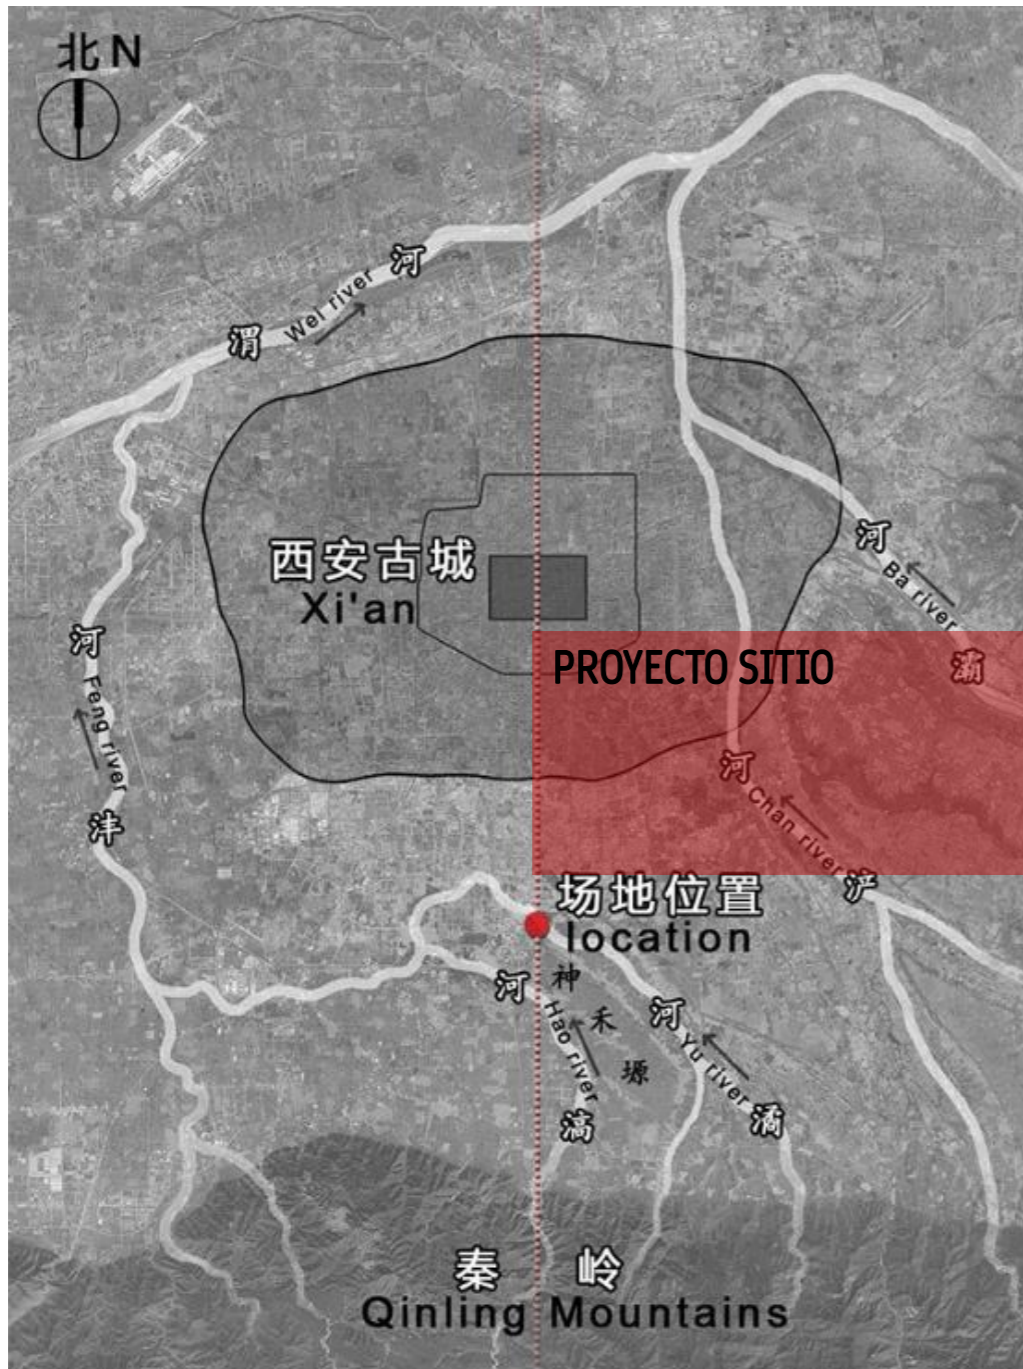 北 N
河
Wei river
渭
西安古城
Xi'an
河
Ba river
灞
PROYECTO SITIO
河
Feng river
沣
河
Chan river
浐
场地位置
location
河
Hao river
滈
神
禾
塬
河
Yu river
潏
秦 岭
Qinling Mountains